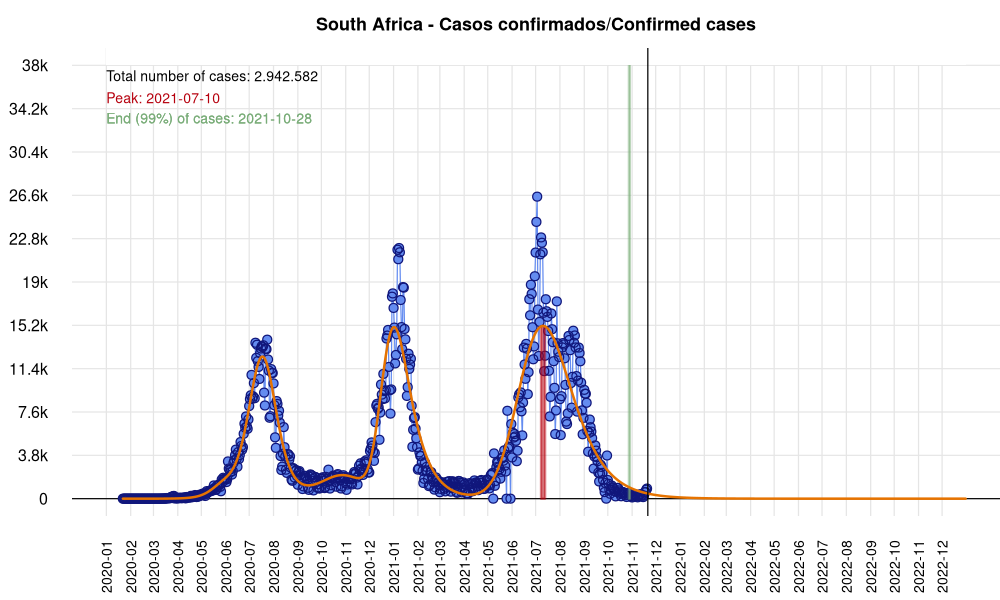 South Africa - Casos confirmados/Confirmed cases
Total number of cases: 2.942.582
Peak: 2021-07-10
End (99%) of cases: 2021-10-28
38k
34.2k
30.4k
26.6k
22.8k
19k
15.2k
11.4k
7.6k
3.8k
0
2020-01
2020-02
2020-03
2020-04
2020-05
2020-06
2020-07
2020-08
2020-09
2020-10
2020-11
2020-12
2021-01
2021-02
2021-03
2021-04
2021-05
2021-06
2021-07
2021-08
2021-09
2021-10
2021-11
2021-12
2022-01
2022-02
2022-03
2022-04
2022-05
2022-06
2022-07
2022-08
2022-09
2022-10
2022-11
2022-12